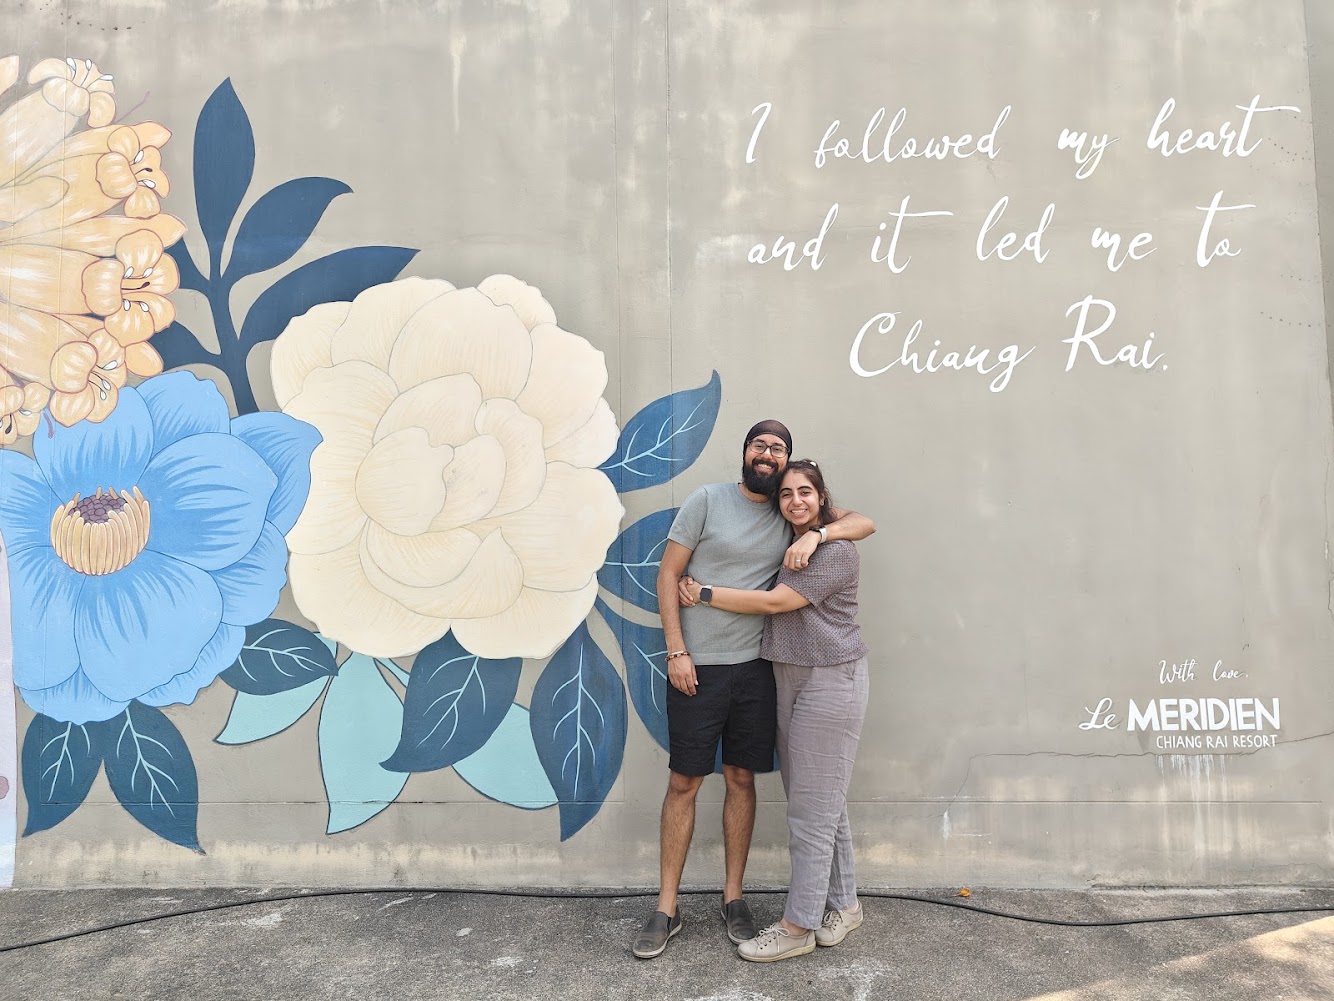 I followed my heart
and it led me to
Chiang Rai.
With love,
Le MERIDIEN
CHIANG RAI RESORT